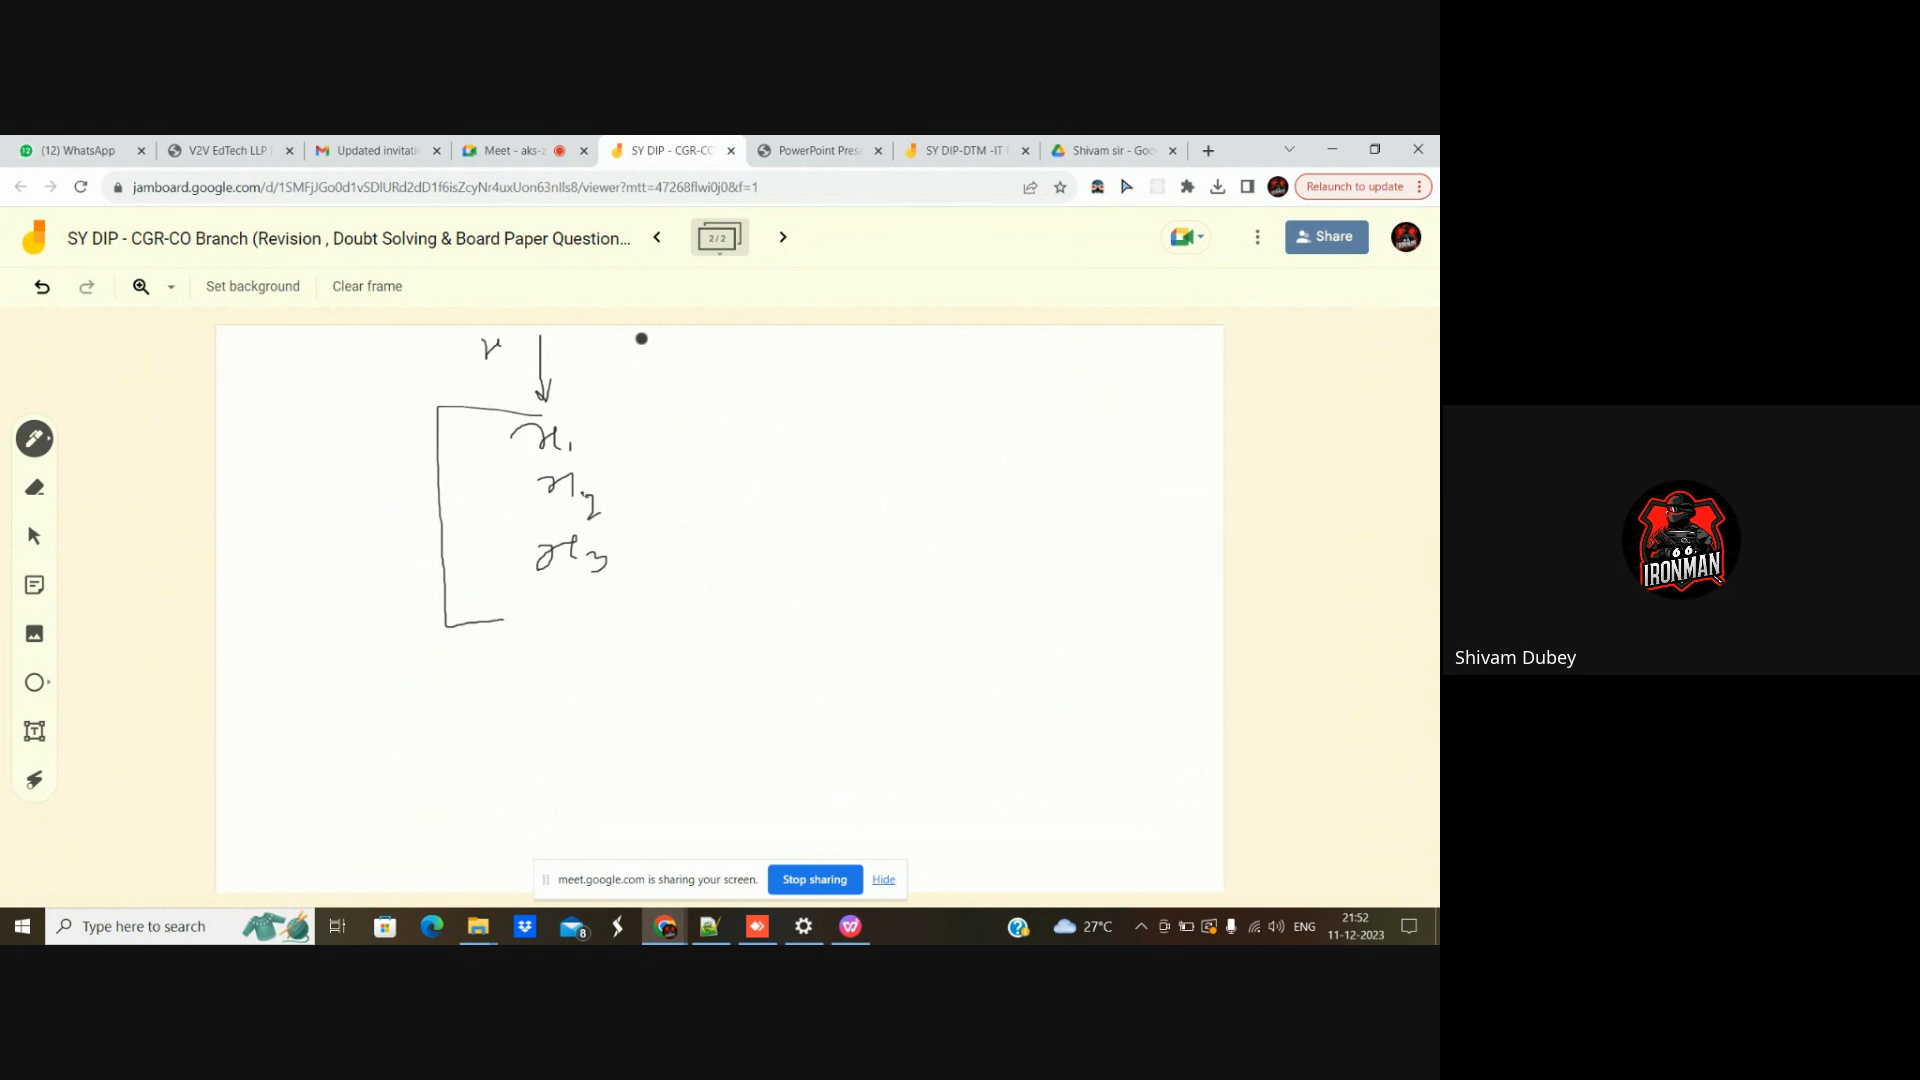 (12) WhatsApp
V2V EdTech LLP
Updated invitati
Meet - aks-
SY DIP - CGR-CO
PowerPoint Pres
SY DIP-DTM -IT
Shivam sir - Goo
jamboard.google.com/d/1SMFjJGo0d1vSDlURd2dD1f6isZcyNr4uxUon63nIls8/viewer?mtt=47268flwi0j0&f=1
Relaunch to update
SY DIP - CGR-CO Branch (Revision , Doubt Solving & Board Paper Question...
2 / 2
Share
Set background
Clear frame
x1
x2
x3
66
IRONMAN
Shivam Dubey
meet.google.com is sharing your screen.
Stop sharing
Hide
Type here to search
8
27°C
ENG
21:52
11-12-2023